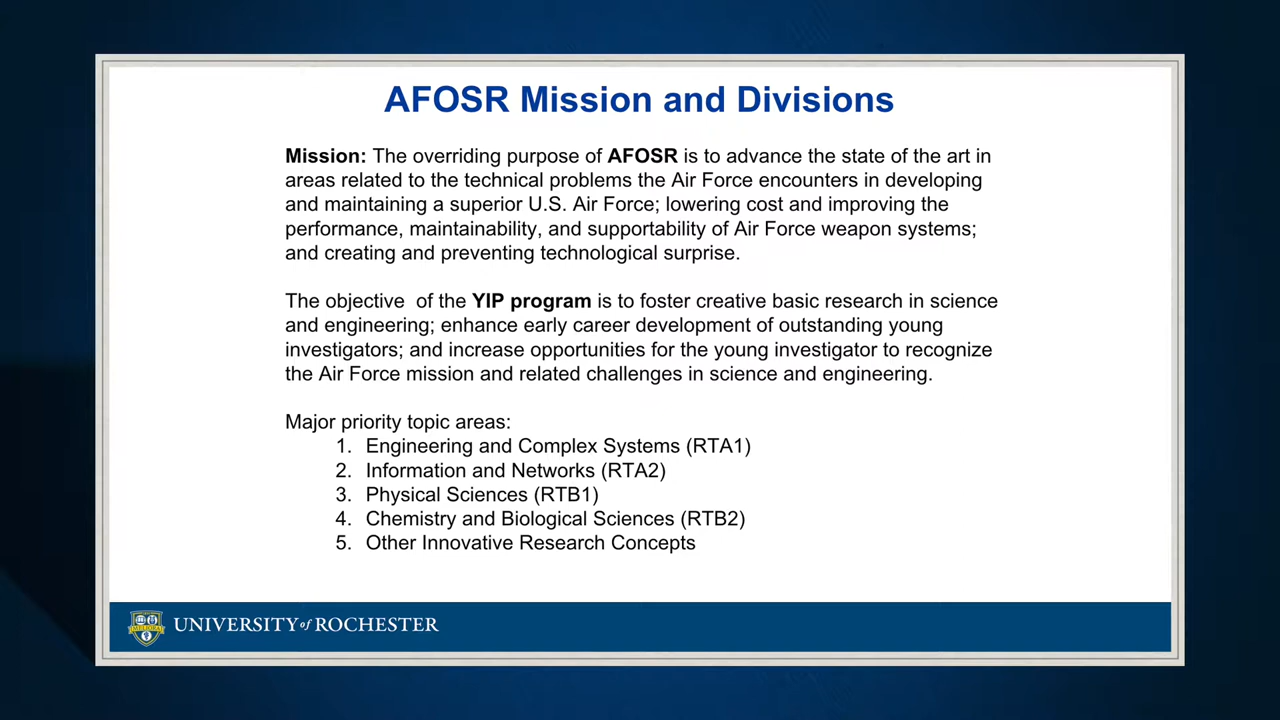 AFOSR Mission and Divisions
Mission: The overriding purpose of AFOSR is to advance the state of the art in
areas related to the technical problems the Air Force encounters in developing
and maintaining a superior U.S. Air Force; lowering cost and improving the
performance, maintainability, and supportability of Air Force weapon systems;
and creating and preventing technological surprise.
The objective  of the YIP program is to foster creative basic research in science
and engineering; enhance early career development of outstanding young
investigators; and increase opportunities for the young investigator to recognize
the Air Force mission and related challenges in science and engineering.
Major priority topic areas:
1. Engineering and Complex Systems (RTA1)
2. Information and Networks (RTA2)
3. Physical Sciences (RTB1)
4. Chemistry and Biological Sciences (RTB2)
5. Other Innovative Research Concepts
MELIORA
UNIVERSITY of ROCHESTER